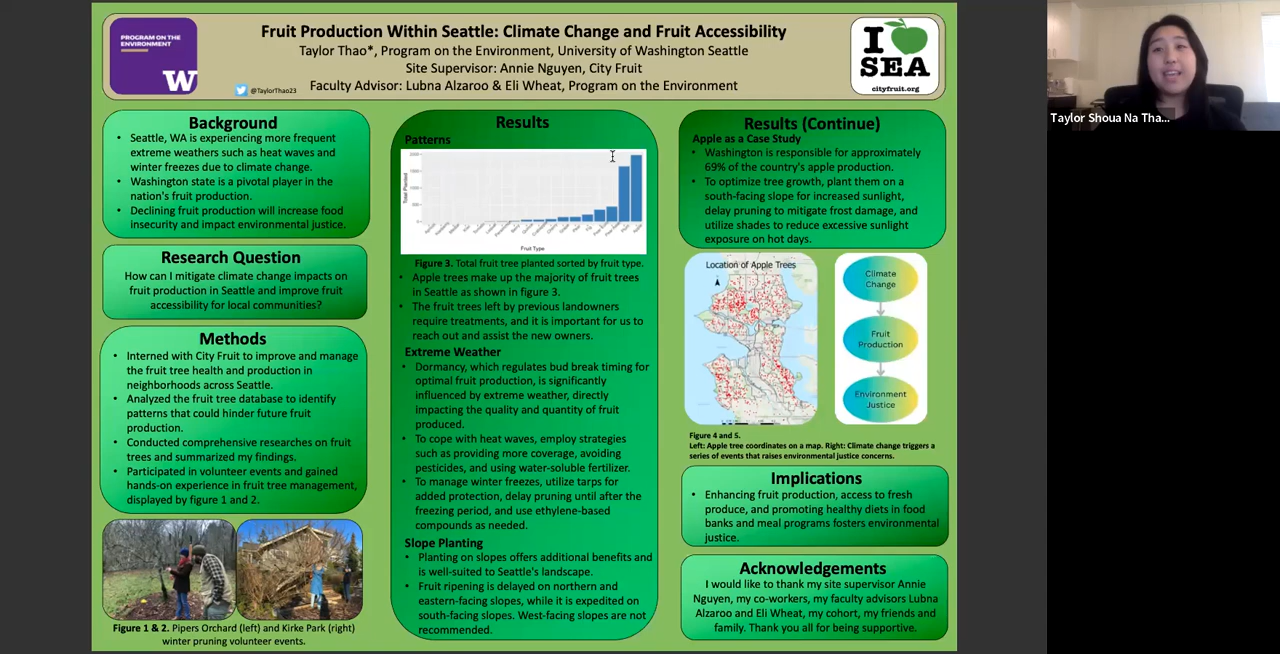 PROGRAM ON THE
ENVIRONMENT
W
Fruit Production Within Seattle: Climate Change and Fruit Accessibility
Taylor Thao*, Program on the Environment, University of Washington Seattle
Site Supervisor: Annie Nguyen, City Fruit
Faculty Advisor: Lubna Alzaroo & Eli Wheat, Program on the Environment
@TaylorThao23
I
SEA
cityfruit.org
Taylor Shoua Na Tha...
Background
• Seattle, WA is experiencing more frequent
extreme weathers such as heat waves and
winter freezes due to climate change.
• Washington state is a pivotal player in the
nation's fruit production.
• Declining fruit production will increase food
insecurity and impact environmental justice.
Research Question
How can I mitigate climate change impacts on
fruit production in Seattle and improve fruit
accessibility for local communities?
Methods
• Interned with City Fruit to improve and manage
the fruit tree health and production in
neighborhoods across Seattle.
• Analyzed the fruit tree database to identify
patterns that could hinder future fruit
production.
• Conducted comprehensive researches on fruit
trees and summarized my findings.
• Participated in volunteer events and gained
hands-on experience in fruit tree management,
displayed by figure 1 and 2.
Figure 1 & 2. Pipers Orchard (left) and Kirke Park (right)
winter pruning volunteer events.
Results
Patterns
Total Planted
Fruit Type
Figure 3. Total fruit tree planted sorted by fruit type.
• Apple trees make up the majority of fruit trees
in Seattle as shown in figure 3.
• The fruit trees left by previous landowners
require treatments, and it is important for us to
reach out and assist the new owners.
Extreme Weather
• Dormancy, which regulates bud break timing for
optimal fruit production, is significantly
influenced by extreme weather, directly
impacting the quality and quantity of fruit
produced.
• To cope with heat waves, employ strategies
such as providing more coverage, avoiding
pesticides, and using water-soluble fertilizer.
• To manage winter freezes, utilize tarps for
added protection, delay pruning until after the
freezing period, and use ethylene-based
compounds as needed.
Slope Planting
• Planting on slopes offers additional benefits and
is well-suited to Seattle's landscape.
• Fruit ripening is delayed on northern and
eastern-facing slopes, while it is expedited on
south-facing slopes. West-facing slopes are not
recommended.
Results (Continue)
Apple as a Case Study
• Washington is responsible for approximately
69% of the country's apple production.
• To optimize tree growth, plant them on a
south-facing slope for increased sunlight,
delay pruning to mitigate frost damage, and
utilize shades to reduce excessive sunlight
exposure on hot days.
Location of Apple Trees
Climate
Change
Fruit
Production
Environment
Justice
Figure 4 and 5.
Left: Apple tree coordinates on a map. Right: Climate change triggers a
series of events that raises environmental justice concerns.
Implications
• Enhancing fruit production, access to fresh
produce, and promoting healthy diets in food
banks and meal programs fosters environmental
justice.
Acknowledgements
I would like to thank my site supervisor Annie
Nguyen, my co-workers, my faculty advisors Lubna
Alzaroo and Eli Wheat, my cohort, my friends and
family. Thank you all for being supportive.